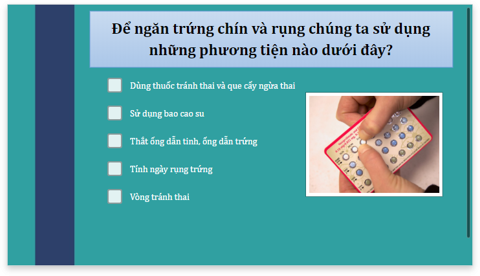 Để ngăn trứng chín và rụng chúng ta sử dụng
những phương tiện nào dưới đây?
Dùng thuốc tránh thai và que cấy ngừa thai
Sử dụng bao cao su
Thắt ống dẫn tinh, ống dẫn trứng
Tính ngày rụng trứng
Vòng tránh thai